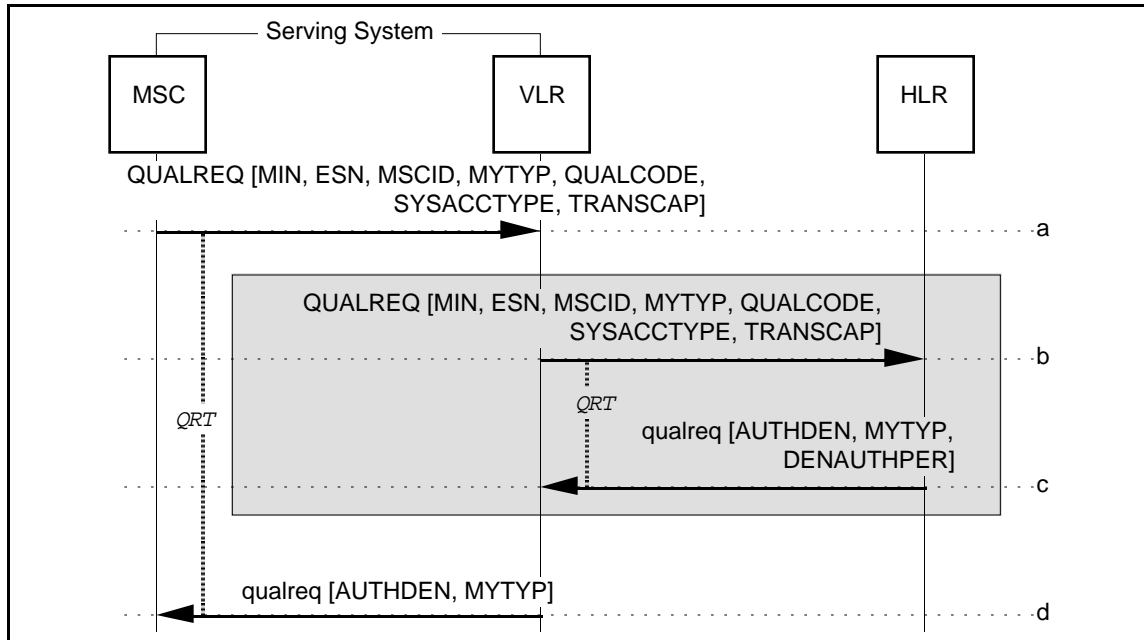 Serving System
MSC
VLR
HLR
QUALREQ [MIN, ESN, MSCID, MYTYP, QUALCODE,
SYSACCTYPE, TRANSCAP]
a
QUALREQ [MIN, ESN, MSCID, MYTYP, QUALCODE,
SYSACCTYPE, TRANSCAP]
b
QRT
QRT
qualreq [AUTHDEN, MYTYP,
DENAUTHPER]
c
qualreq [AUTHDEN, MYTYP]
d